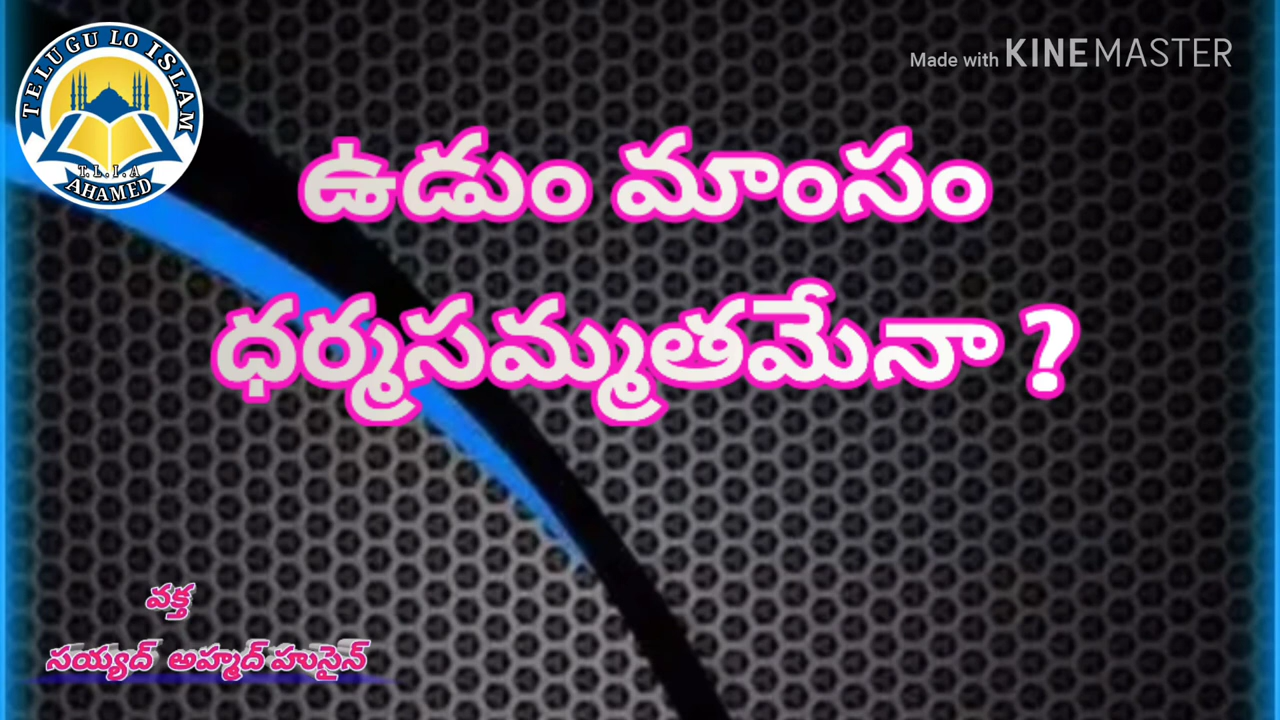 TELUGU LO ISLAM
T. L. I. A
AHAMED
Made with KINEMASTER
ఉడుం మాంసం
ధర్మసమ్మతమేనా ?
వక్త
సయ్యద్ అహ్మద్ హుసైన్